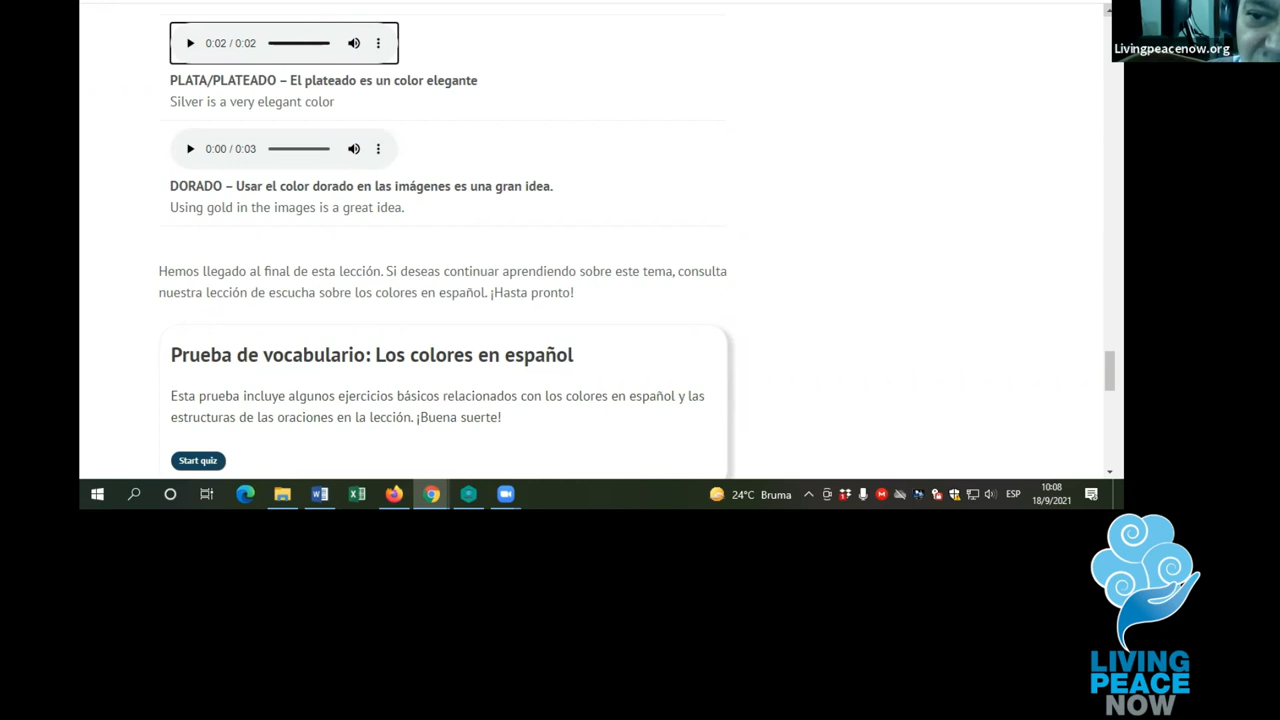 Livingpeacenow.org
0:02 / 0:02
PLATA/PLATEADO – El plateado es un color elegante
Silver is a very elegant color
0:00 / 0:03
DORADO – Usar el color dorado en las imágenes es una gran idea.
Using gold in the images is a great idea.
Hemos llegado al final de esta lección. Si deseas continuar aprendiendo sobre este tema, consulta
nuestra lección de escucha sobre los colores en español. ¡Hasta pronto!
Prueba de vocabulario: Los colores en español
Esta prueba incluye algunos ejercicios básicos relacionados con los colores en español y las
estructuras de las oraciones en la lección. ¡Buena suerte!
Start quiz
24°C Bruma
ESP
10:08
18/9/2021
LIVING
PEACE
NOW